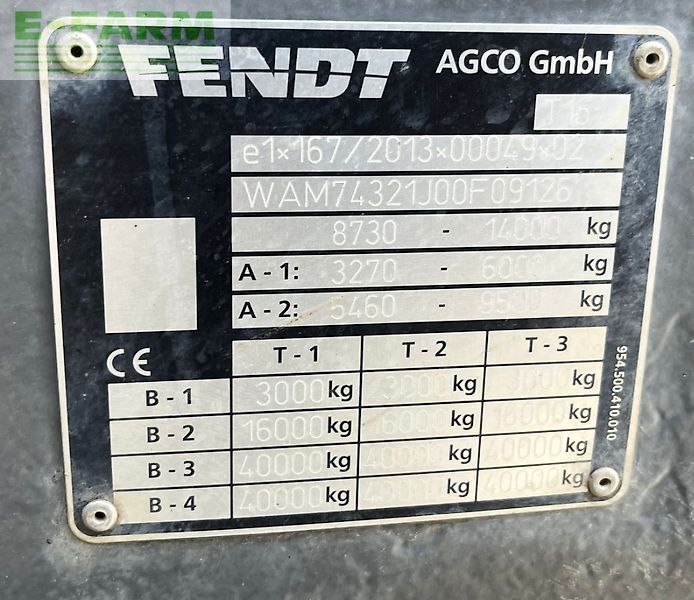 E-FARM
FENDT AGCO GmbH
e1*167/2013*00049*02
WAM74321J00F09126
8730 - 14000 kg
A - 1: 3270 - 6000 kg
A - 2: 5460 - 9500 kg
CE T - 1 T - 2 T - 3
B - 1 3000 kg 3000 kg 3000 kg
B - 2 16000 kg 16000 kg 16000 kg
B - 3 40000 kg 40000 kg 40000 kg
B - 4 40000 kg 40000 kg 40000 kg
954.500.410.010